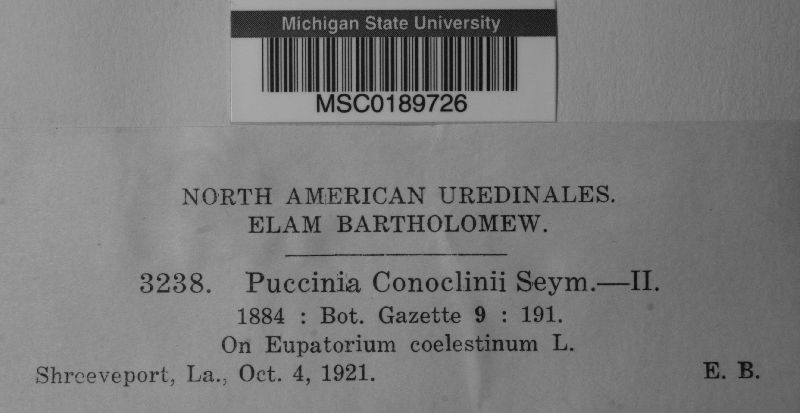 Michigan State University
MSC0189726
NORTH AMERICAN UREDINALES.
ELAM BARTHOLOMEW.
3238. Puccinia Conoclinii Seym.—II.
1884 : Bot. Gazette 9 : 191.
On Eupatorium coelestinum L.
Shreeveport, La., Oct. 4, 1921. E. B.